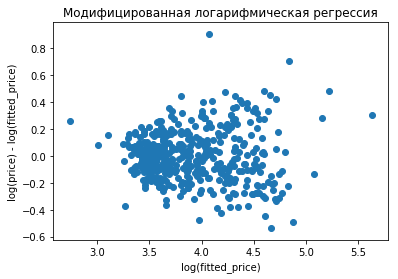 Модифицированная логарифмическая регрессия
log(price) - log(fitted_price)
0.8
0.6
0.4
0.2
0.0
−0.2
−0.4
−0.6
3.0 3.5 4.0 4.5 5.0 5.5
log(fitted_price)